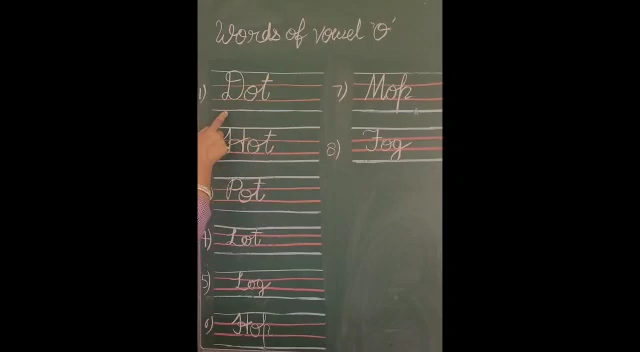 Words of vowel 'O'
1) Dot
Hot
Pot
4) Lot
5) Log
6) Hop
7) Mop
8) Fog